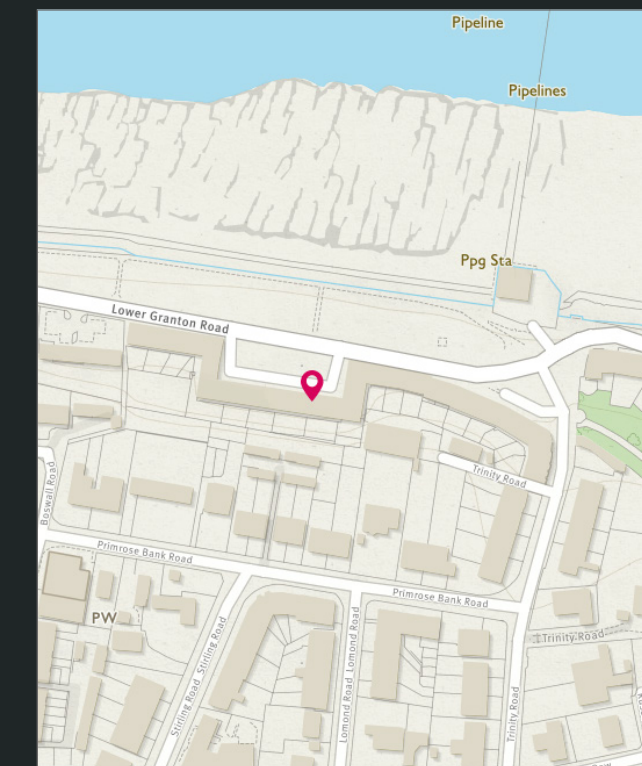 Pipeline
Pipelines
Ppg Sta
Lower Granton Road
Trinity Road
Boswall Road
Primrose Bank Road
Primrose Bank Road
PW
Trinity Road
Stirling Road
Stirling Road
Lomond Road
Lomond Road
Trinity Road